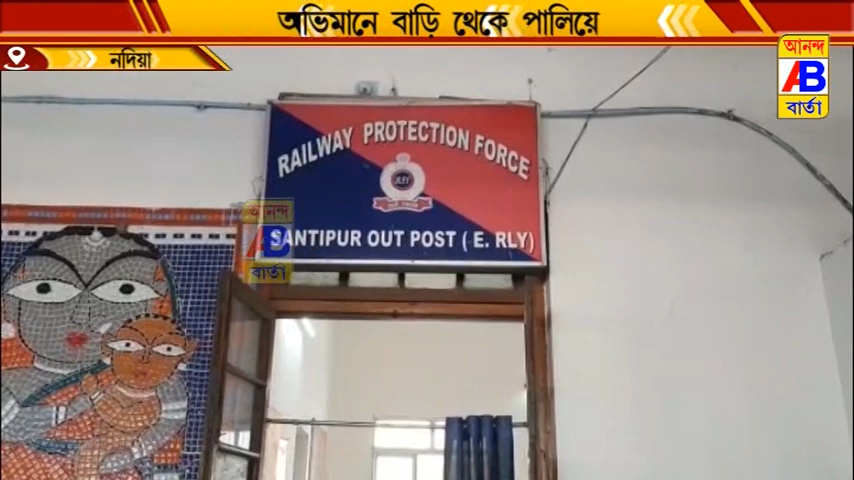 অভিমানে বাড়ি থেকে পালিয়ে
নদিয়া
আনন্দ
AB
বার্তা
RAILWAY PROTECTION FORCE
SANTIPUR OUT POST ( E. RLY)
আনন্দ
AB
বার্তা